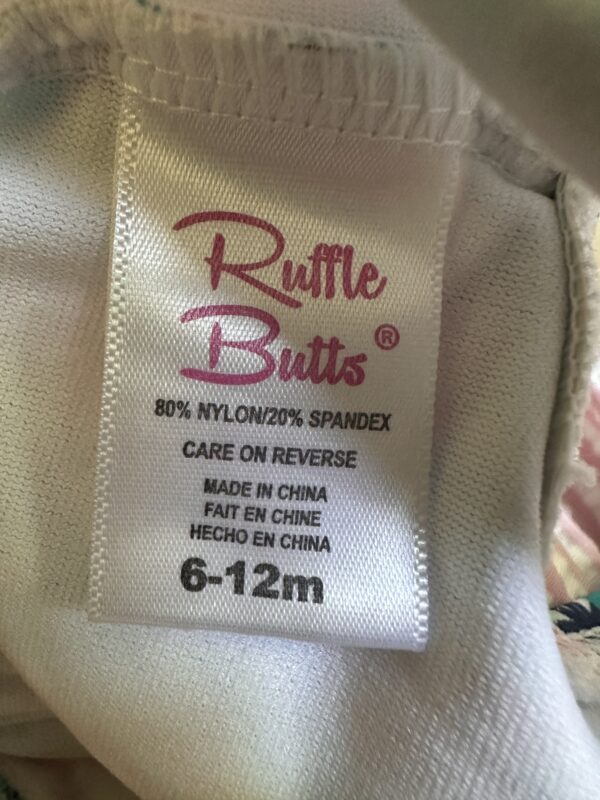 Ruffle
Butts®
80% NYLON/20% SPANDEX
CARE ON REVERSE
MADE IN CHINA
FAIT EN CHINE
HECHO EN CHINA
6-12m